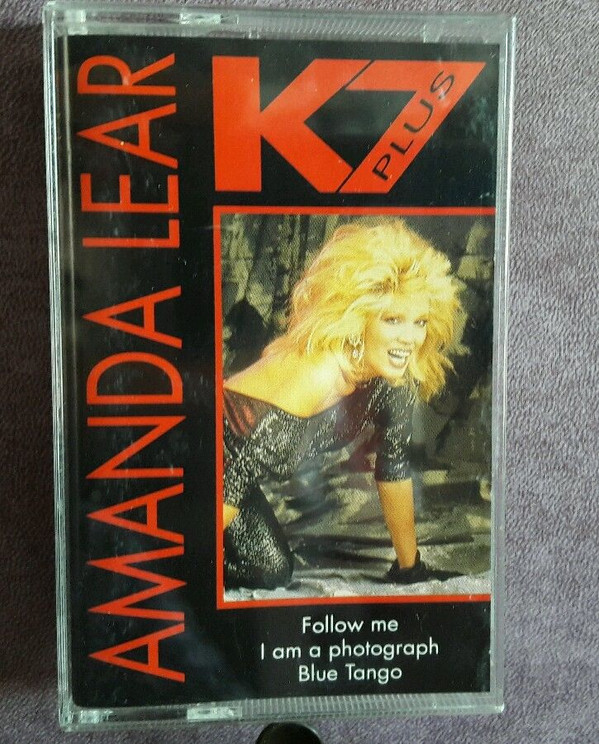 AMANDA LEAR
K7
PLUS
Follow me
I am a photograph
Blue Tango